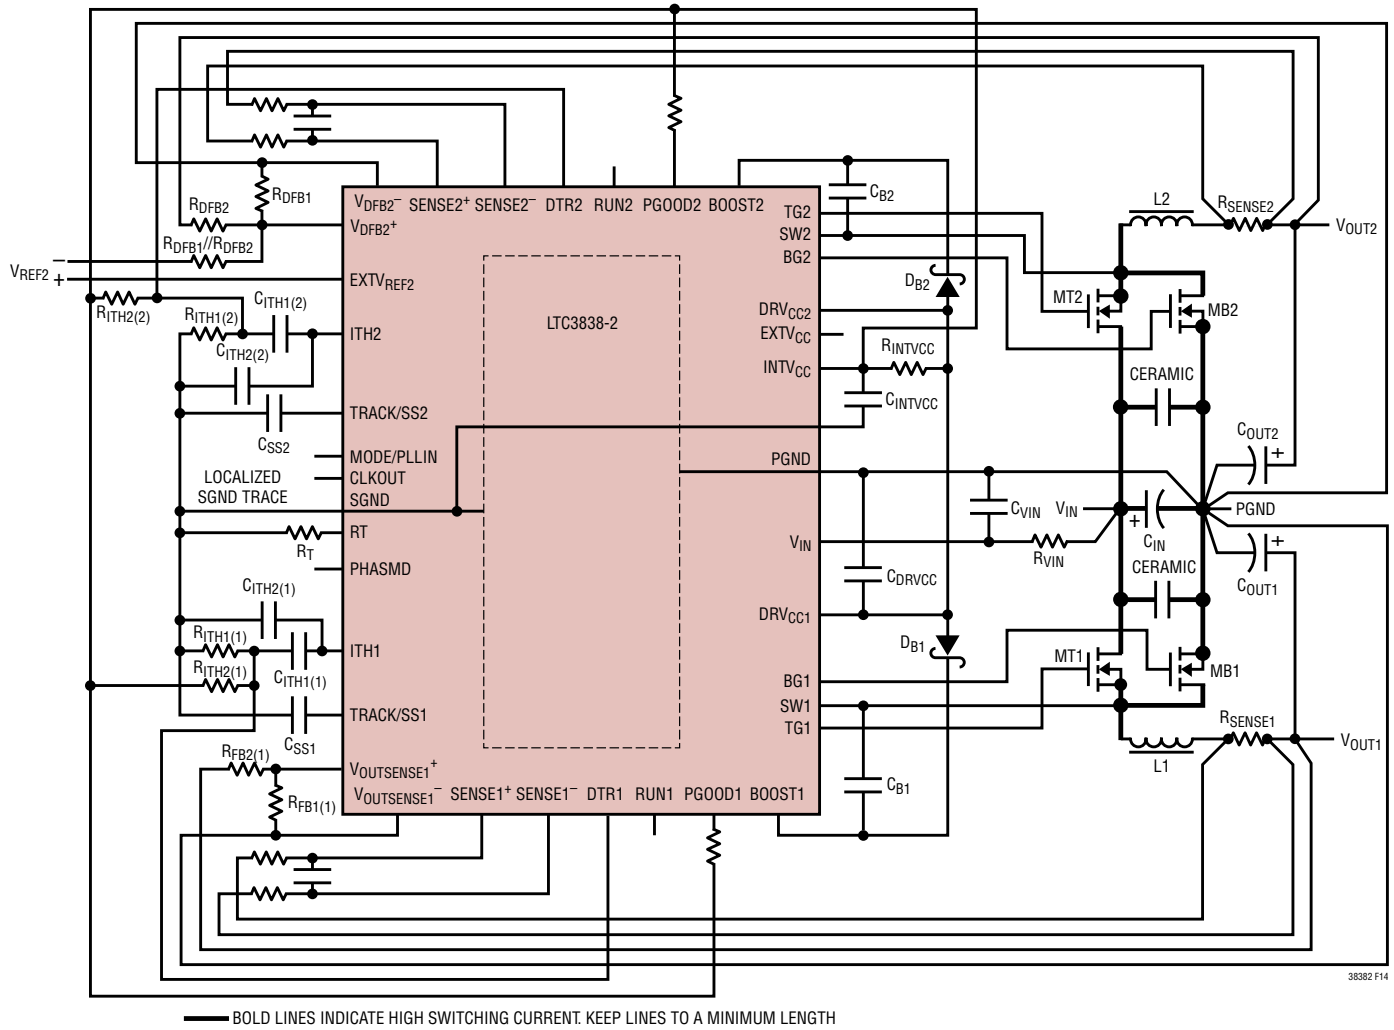 VDFB2–
SENSE2+
SENSE2–
DTR2
RUN2
PGOOD2
BOOST2
RDFB1
RDFB2
VDFB2+
RDFB1//RDFB2
VREF2
–
+
EXTVREF2
RITH2(2)
RITH1(2)
CITH1(2)
ITH2
CITH2(2)
TRACK/SS2
CSS2
MODE/PLLIN
CLKOUT
LOCALIZED
SGND TRACE
SGND
RT
RT
PHASMD
CITH2(1)
RITH1(1)
ITH1
RITH2(1)
CITH1(1)
TRACK/SS1
CSS1
RFB2(1)
VOUTSENSE1+
RFB1(1)
VOUTSENSE1–
SENSE1+
SENSE1–
DTR1
RUN1
PGOOD1
BOOST1
LTC3838-2
TG2
SW2
BG2
DRVCC2
EXTVCC
INTVCC
PGND
VIN
DRVCC1
BG1
SW1
TG1
CB2
DB2
RINTVCC
CINTVCC
CVIN
RVIN
CDRVCC
DB1
CB1
L2
RSENSE2
VOUT2
MT2
MB2
CERAMIC
COUT2
+
VIN
+
CIN
PGND
CERAMIC
+
COUT1
MT1
MB1
RSENSE1
L1
VOUT1
38382 F14
BOLD LINES INDICATE HIGH SWITCHING CURRENT. KEEP LINES TO A MINIMUM LENGTH